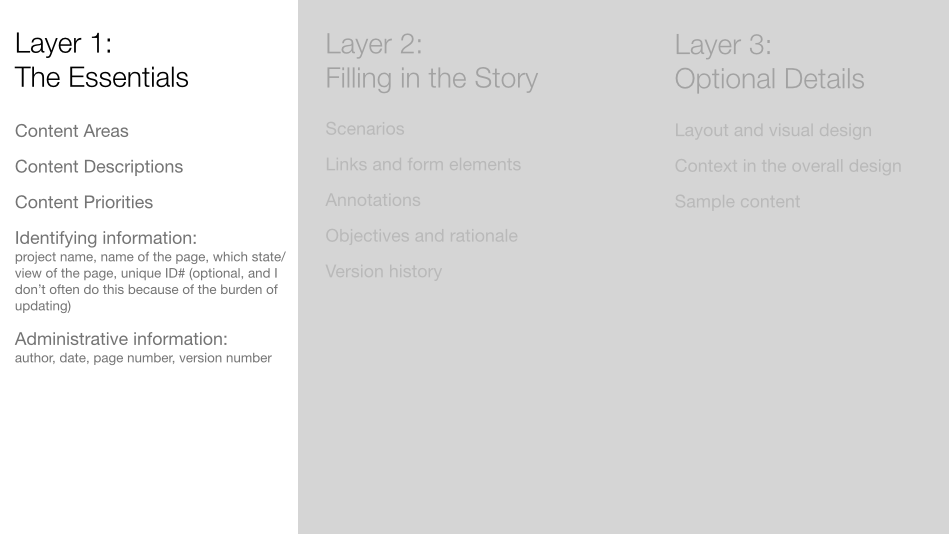 Layer 1:
The Essentials
Content Areas
Content Descriptions
Content Priorities
Identifying information:
project name, name of the page, which state/
view of the page, unique ID# (optional, and I
don’t often do this because of the burden of
updating)
Administrative information:
author, date, page number, version number
Layer 2:
Filling in the Story
Scenarios
Links and form elements
Annotations
Objectives and rationale
Version history
Layer 3:
Optional Details
Layout and visual design
Context in the overall design
Sample content